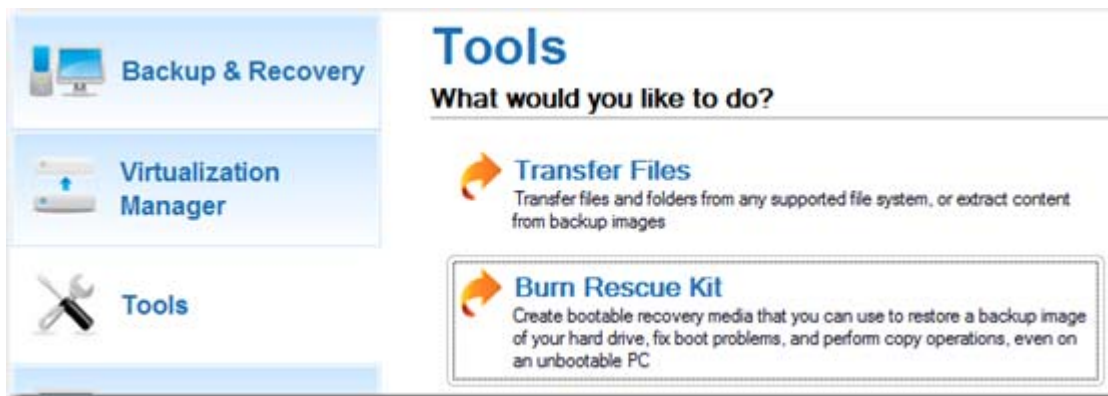 Backup & Recovery
Virtualization
Manager
Tools
Tools
What would you like to do?
Transfer Files
Transfer files and folders from any supported file system, or extract content
from backup images
Burn Rescue Kit
Create bootable recovery media that you can use to restore a backup image
of your hard drive, fix boot problems, and perform copy operations, even on
an unbootable PC